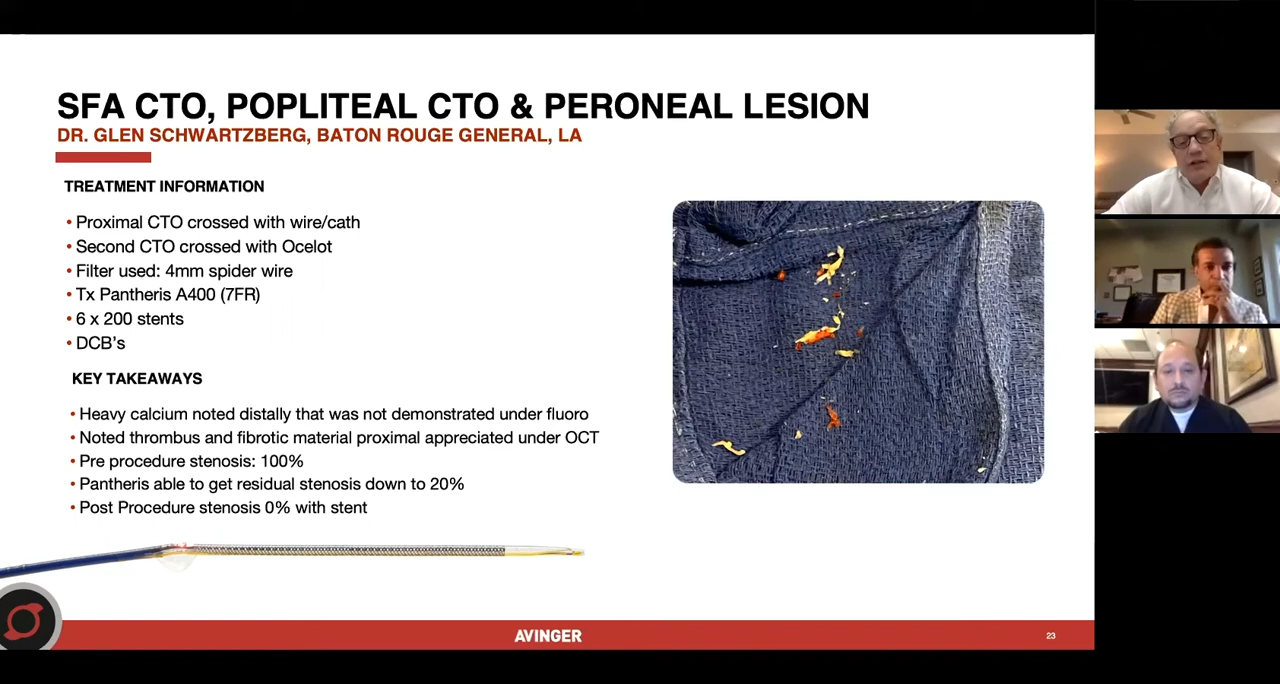 SFA CTO, POPLITEAL CTO & PERONEAL LESION
DR. GLEN SCHWARTZBERG, BATON ROUGE GENERAL, LA
TREATMENT INFORMATION
• Proximal CTO crossed with wire/cath
• Second CTO crossed with Ocelot
• Filter used: 4mm spider wire
• Tx Pantheris A400 (7FR)
• 6 x 200 stents
• DCB's
KEY TAKEAWAYS
• Heavy calcium noted distally that was not demonstrated under fluoro
• Noted thrombus and fibrotic material proximal appreciated under OCT
• Pre procedure stenosis: 100%
• Pantheris able to get residual stenosis down to 20%
• Post Procedure stenosis 0% with stent
AVINGER
23